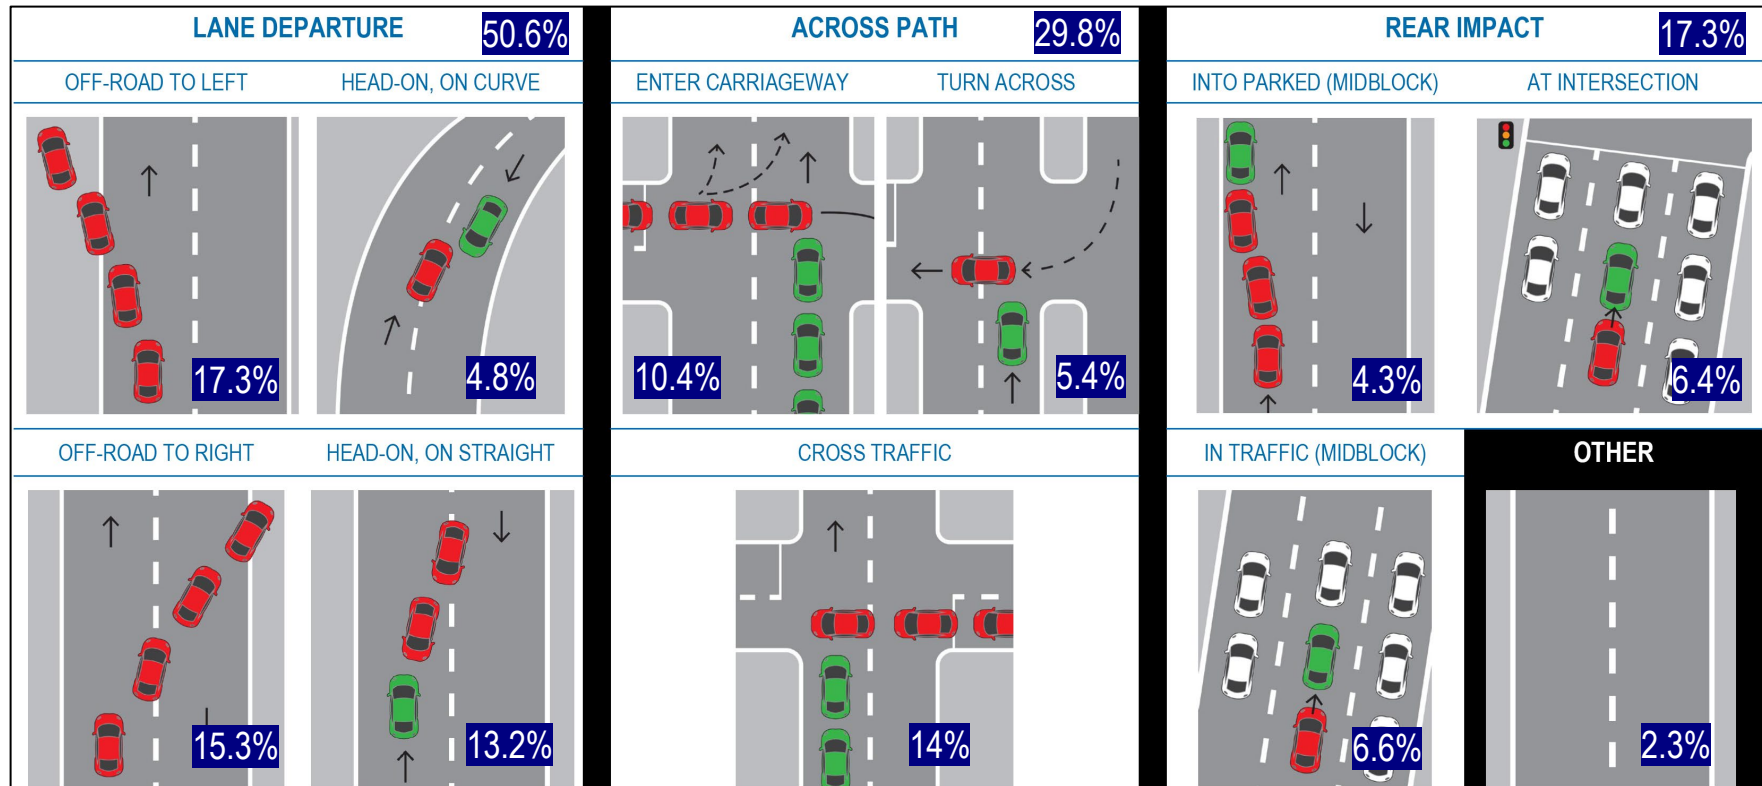 LANE DEPARTURE 50.6%
OFF-ROAD TO LEFT HEAD-ON, ON CURVE
17.3% 4.8%
OFF-ROAD TO RIGHT HEAD-ON, ON STRAIGHT
15.3% 13.2%
ACROSS PATH 29.8%
ENTER CARRIAGEWAY TURN ACROSS
10.4% 5.4%
CROSS TRAFFIC
14%
REAR IMPACT 17.3%
INTO PARKED (MIDBLOCK) AT INTERSECTION
4.3% 6.4%
IN TRAFFIC (MIDBLOCK)
6.6%
OTHER
2.3%